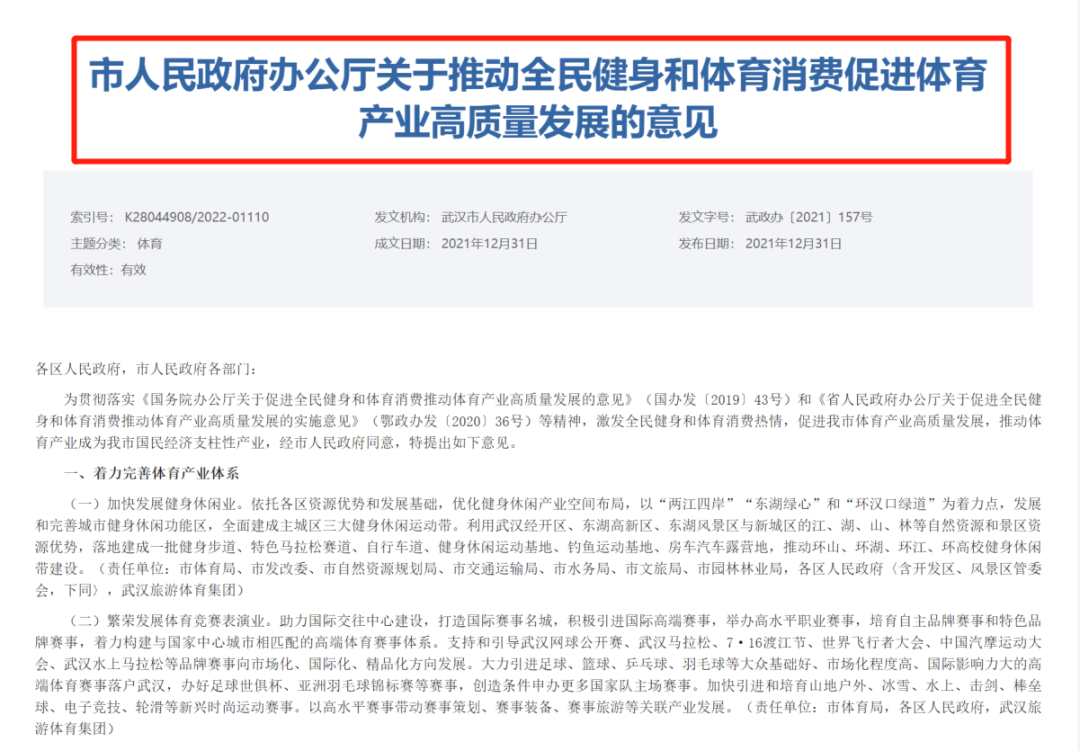 市人民政府办公厅关于推动全民健身和体育消费促进体育
产业高质量发展的意见
索引号： K28044908/2022-01110 发文机构： 武汉市人民政府办公厅 发文字号： 武政办〔2021〕157号
主题分类： 体育 成文日期： 2021年12月31日 发布日期： 2021年12月31日
有效性：有效
各区人民政府，市人民政府各部门：
为贯彻落实《国务院办公厅关于促进全民健身和体育消费推动体育产业高质量发展的意见》（国办发〔2019〕43号）和《省人民政府办公厅关于促进全民健
身和体育消费推动体育产业高质量发展的实施意见》（鄂政办发〔2020〕36号）等精神，激发全民健身和体育消费热情，促进我市体育产业高质量发展，推动体
育产业成为我市国民经济支柱性产业，经市人民政府同意，特提出如下意见。
一、着力完善体育产业体系
（一）加快发展健身休闲业。依托各区资源优势和发展基础，优化健身休闲产业空间布局，以“两江四岸”“东湖绿心”和“环汉口绿道”为着力点，发展
和完善城市健身休闲功能区，全面建成主城区三大健身休闲运动带。利用武汉经开区、东湖高新区、东湖风景区与新城区的江、湖、山、林等自然资源和景区资
源优势，落地建成一批健身步道、特色马拉松赛道、自行车道、健身休闲运动基地、钓鱼运动基地、房车汽车露营地，推动环山、环湖、环江、环高校健身休闲
带建设。（责任单位：市体育局、市发改委、市自然资源规划局、市交通运输局、市水务局、市文旅局、市园林林业局，各区人民政府〈含开发区、风景区管委
会，下同〉，武汉旅游体育集团）
（二）繁荣发展体育竞赛表演业。助力国际交往中心建设，打造国际赛事名城，积极引进国际高端赛事，举办高水平职业赛事，培育自主品牌赛事和特色品
牌赛事，着力构建与国家中心城市相匹配的高端体育赛事体系。支持和引导武汉网球公开赛、武汉马拉松、7·16渡江节、世界飞行者大会、中国汽摩运动大
会、武汉水上马拉松等品牌赛事向市场化、国际化、精品化方向发展。大力引进足球、篮球、乒乓球、羽毛球等大众基础好、市场化程度高、国际影响力大的高
端体育赛事落户武汉，办好足球世俱杯、亚洲羽毛球锦标赛等赛事，创造条件申办更多国家队主场赛事。加快引进和培育山地户外、冰雪、水上、击剑、棒垒
球、电子竞技、轮滑等新兴时尚运动赛事。以高水平赛事带动赛事策划、赛事装备、赛事旅游等关联产业发展。（责任单位：市体育局，各区人民政府，武汉旅
游体育集团）